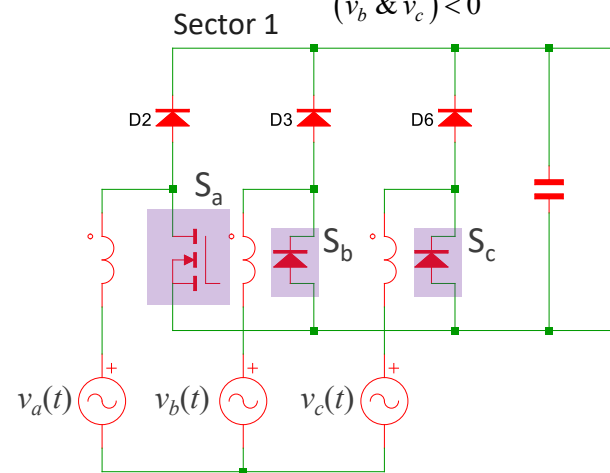 (v_b & v_c) < 0
Sector 1
D2 D3 D6
S_a
S_b S_c
+ + +
v_a(t) v_b(t) v_c(t)